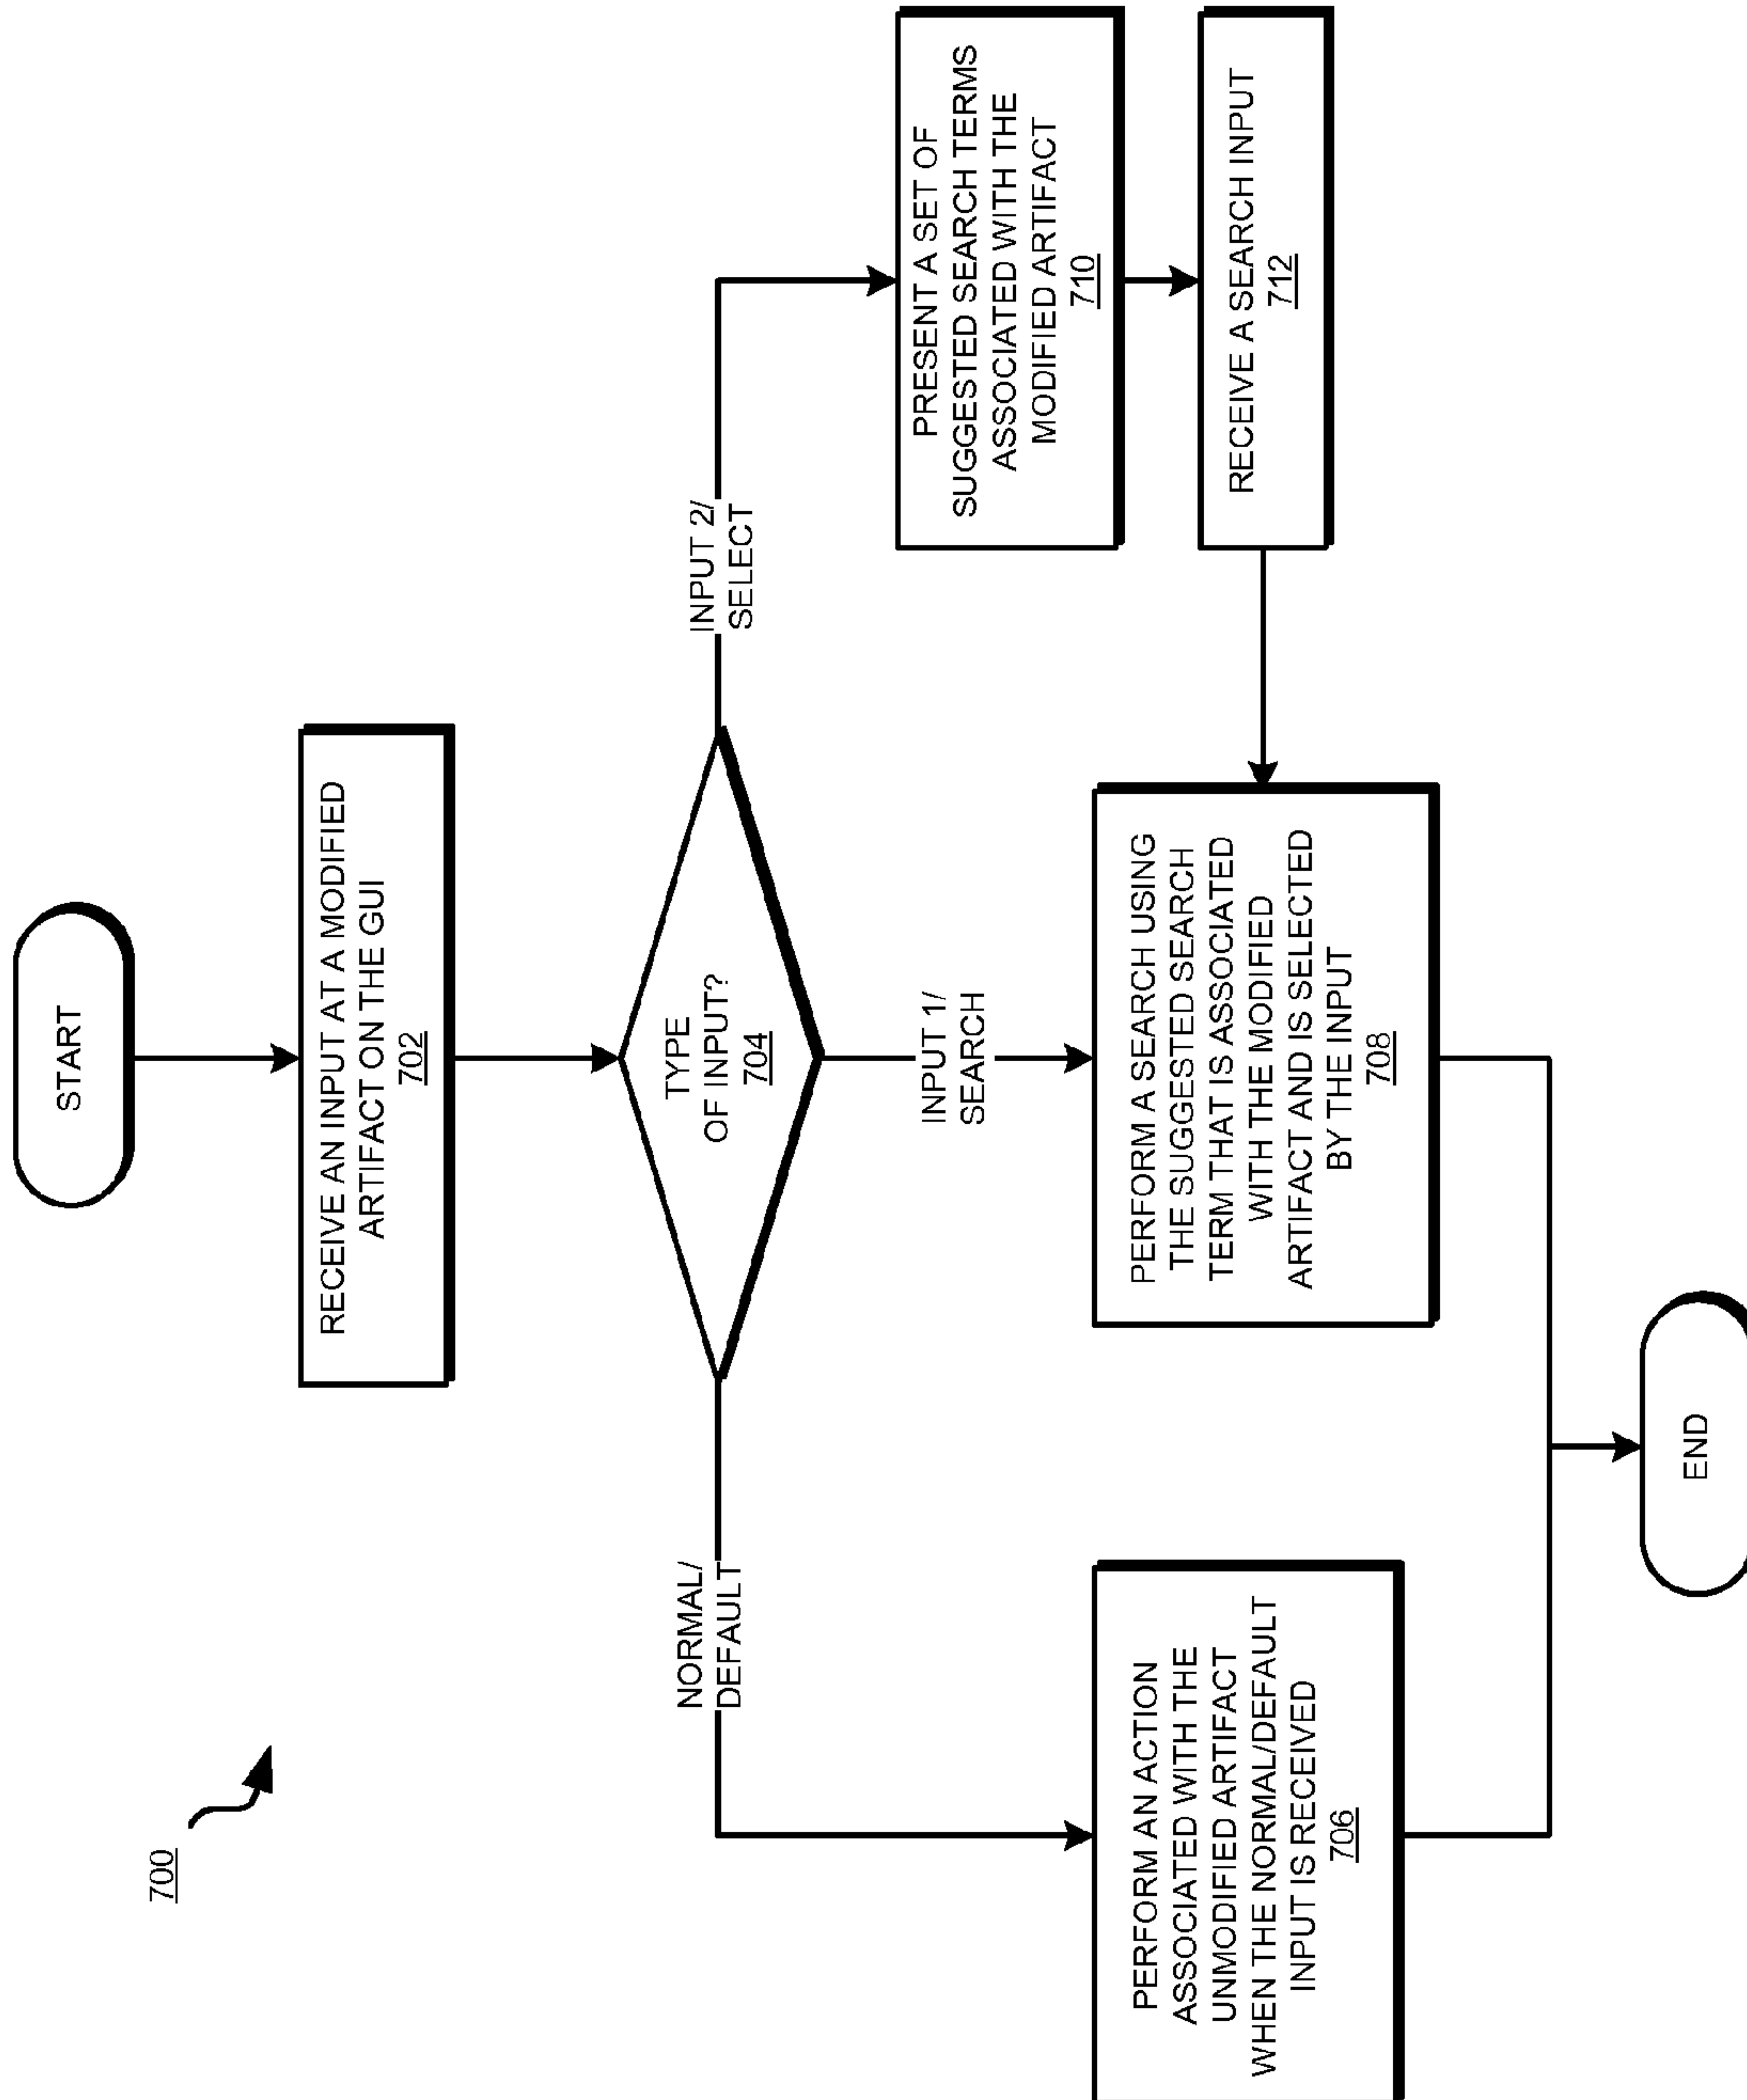 700
START
RECEIVE AN INPUT AT A MODIFIED
ARTIFACT ON THE GUI
702
TYPE
OF INPUT?
704
NORMAL/
DEFAULT
INPUT 1/
SEARCH
INPUT 2/
SELECT
PERFORM AN ACTION
ASSOCIATED WITH THE
UNMODIFIED ARTIFACT
WHEN THE NORMAL/DEFAULT
INPUT IS RECEIVED
706
PERFORM A SEARCH USING
THE SUGGESTED SEARCH
TERM THAT IS ASSOCIATED
WITH THE MODIFIED
ARTIFACT AND IS SELECTED
BY THE INPUT
708
PRESENT A SET OF
SUGGESTED SEARCH TERMS
ASSOCIATED WITH THE
MODIFIED ARTIFACT
710
RECEIVE A SEARCH INPUT
712
END